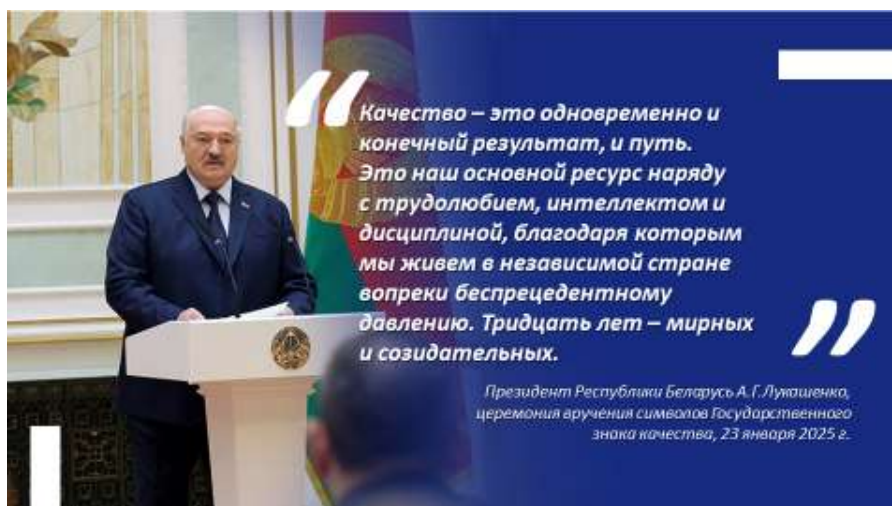 “
Качество – это одновременно и
конечный результат, и путь.
Это наш основной ресурс наряду
с трудолюбием, интеллектом и
дисциплиной, благодаря которым
мы живем в независимой стране
вопреки беспрецедентному
давлению. Тридцать лет – мирных
и созидательных.
”
Президент Республики Беларусь А.Г.Лукашенко,
церемония вручения символов Государственного
знака качества, 23 января 2025 г.